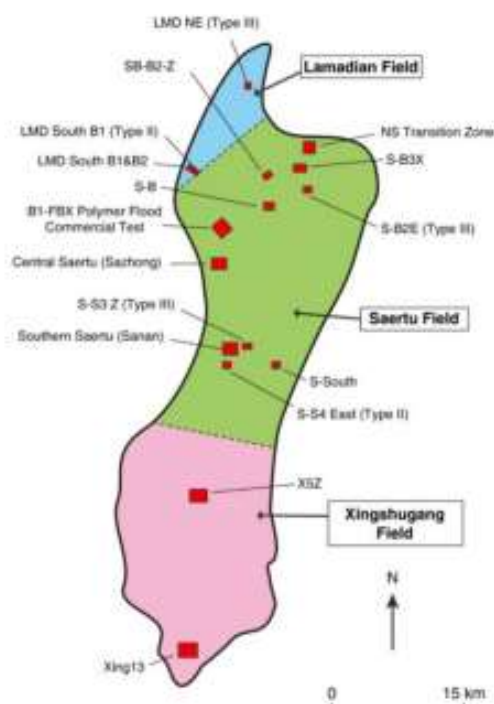 LMD NE (Type III)
SB-B2-Z
Lamadian Field
LMD South B1 (Type II)
NS Transition Zone
LMD South B1&B2
S-B3X
S-B
B1-FBX Polymer Flood
Commercial Test
S-B2E (Type III)
Central Saertu (Sazhong)
S-S3 Z (Type III)
Saertu Field
Southern Saertu (Sanan)
S-South
S-S4 East (Type II)
X5Z
Xingshugang
Field
N
Xing13
0 15 km